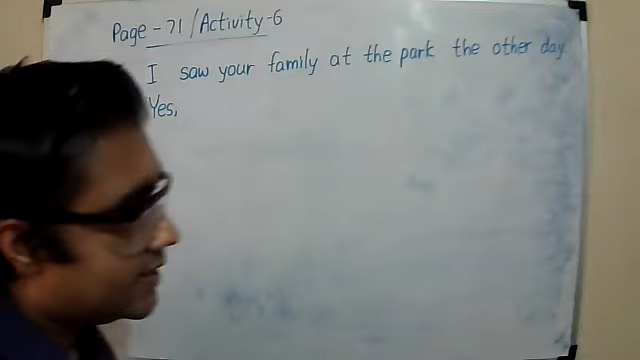 Page - 71 / Activity - 6
I saw your family at the park the other day
Yes,